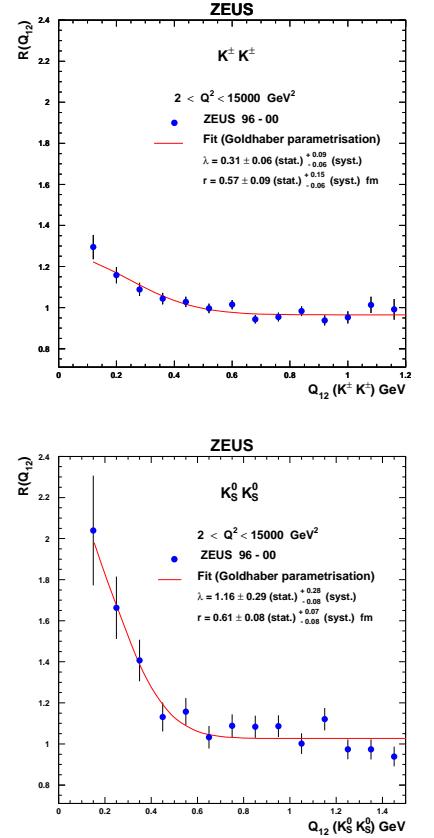 ZEUS
R(Q12)
K± K±
2 < Q2 < 15000 GeV2
ZEUS 96 - 00
Fit (Goldhaber parametrisation)
λ = 0.31 ± 0.06 (stat.) + 0.09 - 0.06 (syst.)
r = 0.57 ± 0.09 (stat.) + 0.15 - 0.06 (syst.) fm
2.4
2.2
2
1.8
1.6
1.4
1.2
1
0.8
0 0.2 0.4 0.6 0.8 1 1.2
Q12 (K± K±) GeV
ZEUS
R(Q12)
K0S K0S
2 < Q2 < 15000 GeV2
ZEUS 96 - 00
Fit (Goldhaber parametrisation)
λ = 1.16 ± 0.29 (stat.) + 0.28 - 0.08 (syst.)
r = 0.61 ± 0.08 (stat.) + 0.07 - 0.08 (syst.) fm
2.4
2.2
2
1.8
1.6
1.4
1.2
1
0.8
0 0.2 0.4 0.6 0.8 1 1.2 1.4
Q12 (K0S K0S) GeV